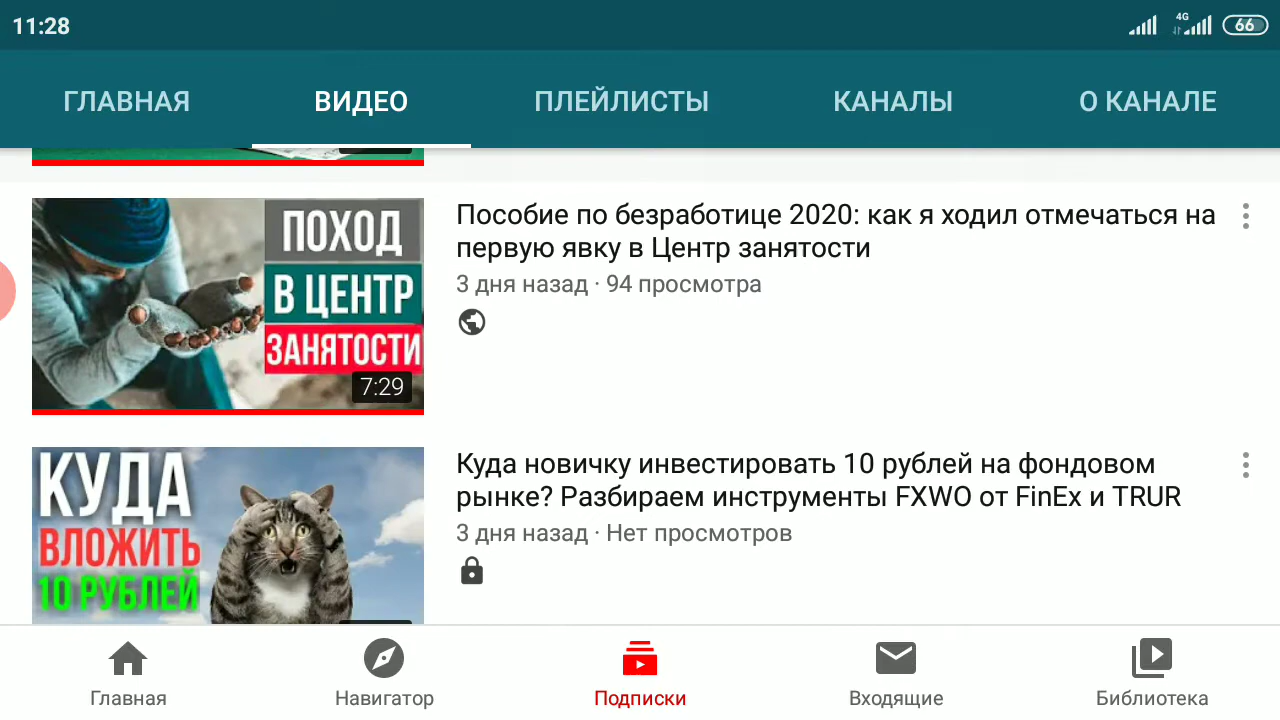 11:28
4G
66
ГЛАВНАЯ
ВИДЕО
ПЛЕЙЛИСТЫ
КАНАЛЫ
О КАНАЛЕ
ПОХОД
В ЦЕНТР
ЗАНЯТОСТИ
7:29
Пособие по безработице 2020: как я ходил отмечаться на
первую явку в Центр занятости
3 дня назад · 94 просмотра
КУДА
ВЛОЖИТЬ
10 РУБЛЕЙ
Куда новичку инвестировать 10 рублей на фондовом
рынке? Разбираем инструменты FXWO от FinEx и TRUR
3 дня назад · Нет просмотров
Главная
Навигатор
Подписки
Входящие
Библиотека